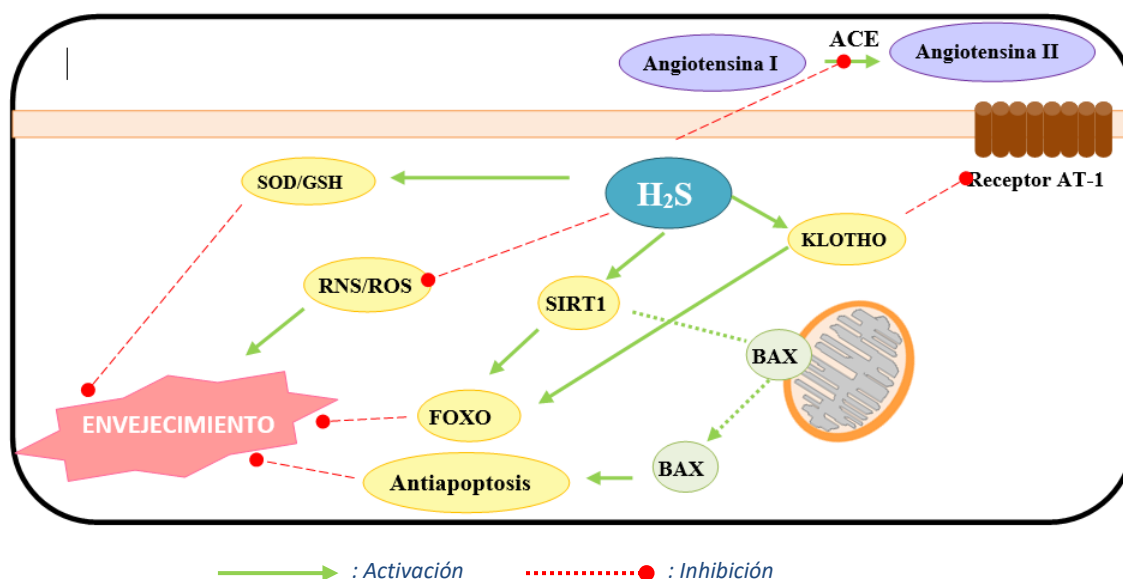 ACE
Angiotensina I
Angiotensina II
Receptor AT-1
SOD/GSH
H₂S
KLOTHO
RNS/ROS
SIRT1
BAX
ENVEJECIMIENTO
FOXO
BAX
Antiapoptosis
: Activación
: Inhibición